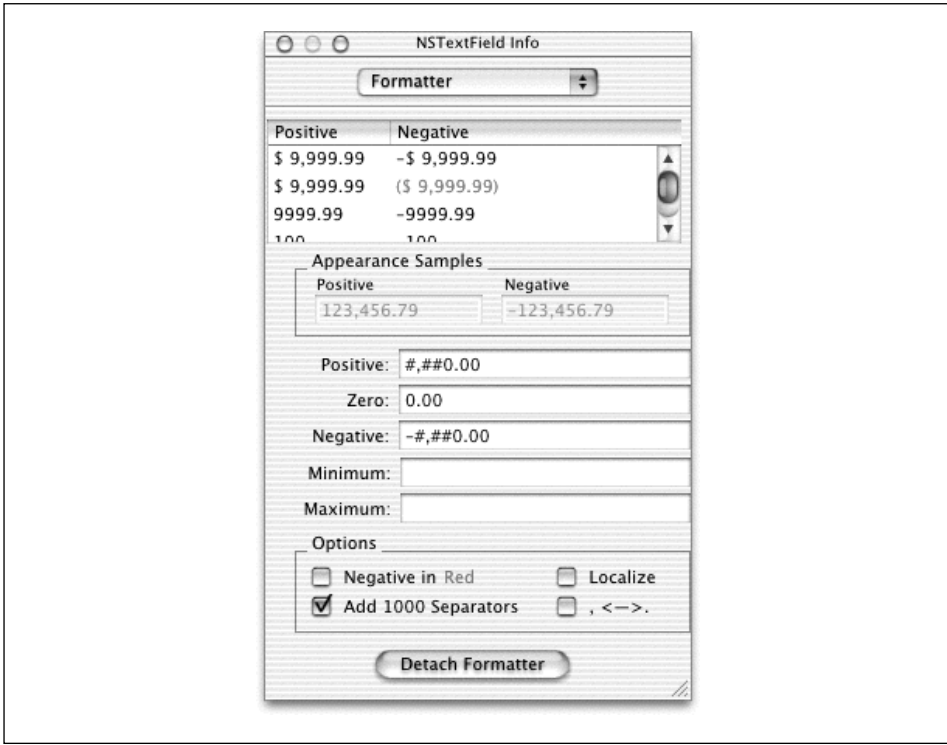 NSTextField Info
Formatter
Positive Negative
$ 9,999.99 -$ 9,999.99
$ 9,999.99 ($ 9,999.99)
9999.99 -9999.99
100 -100
Appearance Samples
Positive Negative
123,456.79 -123,456.79
Positive: #,##0.00
Zero: 0.00
Negative: -#,##0.00
Minimum:
Maximum:
Options
Negative in Red Localize
Add 1000 Separators , <—>.
Detach Formatter